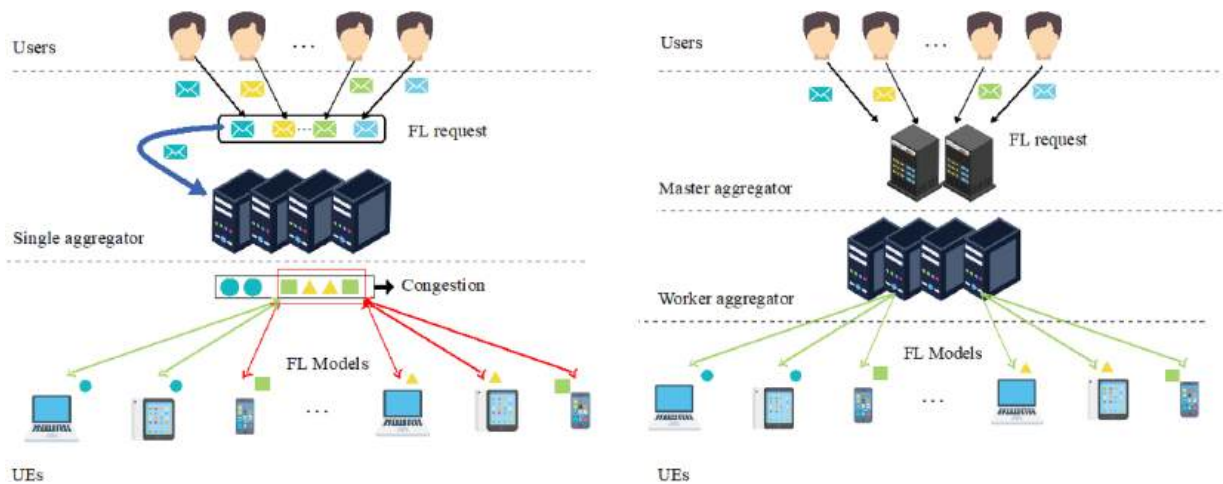 Users
...
FL request
Single aggregator
Congestion
FL Models
...
UEs
Users
...
FL request
Master aggregator
Worker aggregator
FL Models
...
UEs